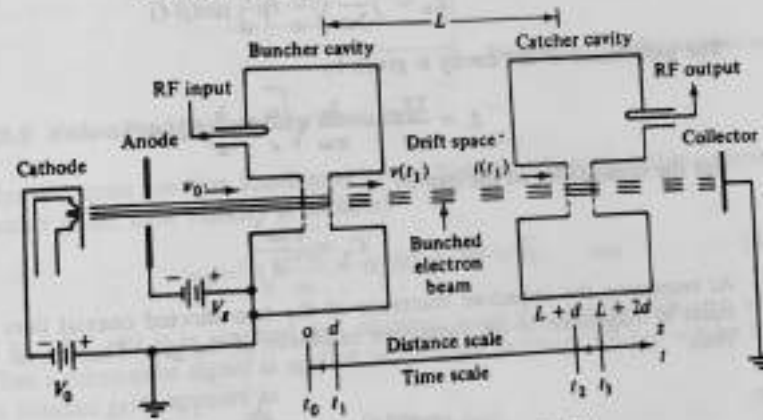 L
Buncher cavity
Catcher cavity
RF input
RF output
Anode
Drift space
Collector
Cathode
v0
v(t1)
i(t1)
Bunched
electron
beam
− +
Vg
o d
L + d
L + 2d
Distance scale
z
− +
V0
Time scale
t
t0 t1
t2 t3